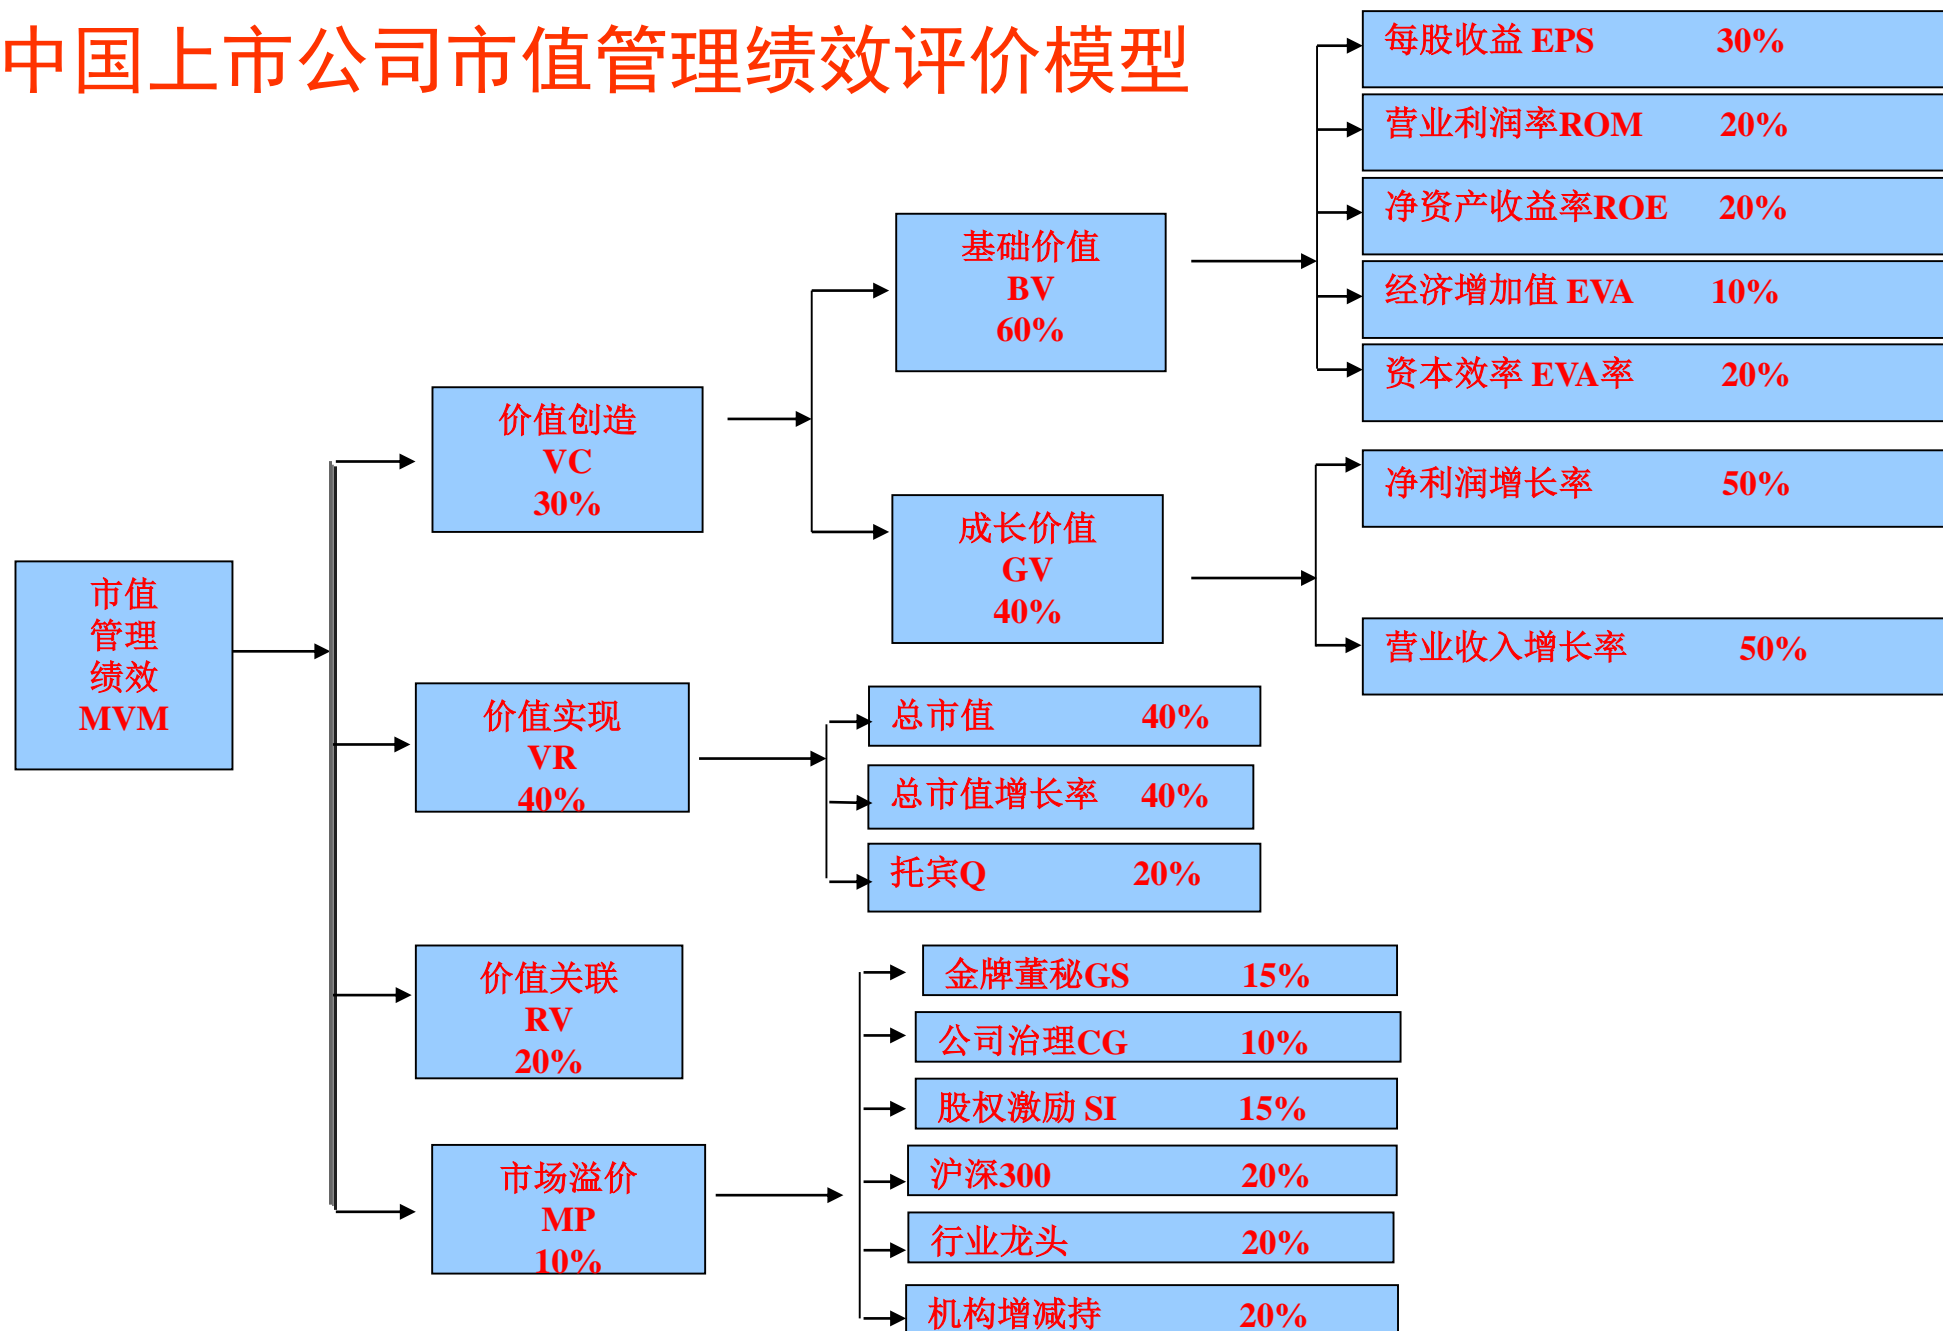 中国上市公司市值管理绩效评价模型
每股收益 EPS 30%
营业利润率ROM 20%
净资产收益率ROE 20%
经济增加值 EVA 10%
资本效率 EVA率 20%
基础价值
BV
60%
价值创造
VC
30%
成长价值
GV
40%
净利润增长率 50%
营业收入增长率 50%
市值
管理
绩效
MVM
价值实现
VR
40%
总市值 40%
总市值增长率 40%
托宾Q 20%
价值关联
RV
20%
市场溢价
MP
10%
金牌董秘GS 15%
公司治理CG 10%
股权激励 SI 15%
沪深300 20%
行业龙头 20%
机构增减持 20%